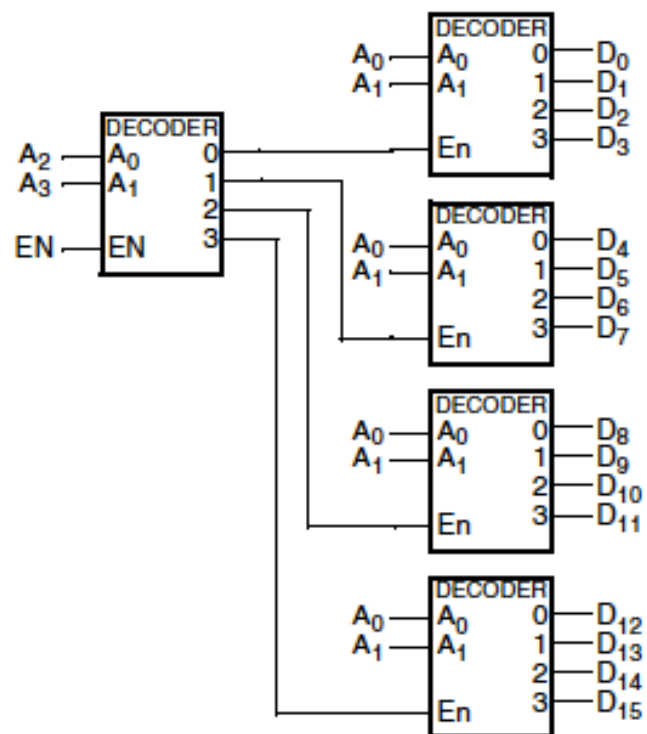 DECODER
A₀ A₀ 0 D₀
A₁ A₁ 1 D₁
2 D₂
3 D₃
En
DECODER
A₂ A₀ 0
A₃ A₁ 1
2
3
EN EN
DECODER
A₀ A₀ 0 D₄
A₁ A₁ 1 D₅
2 D₆
3 D₇
En
DECODER
A₀ A₀ 0 D₈
A₁ A₁ 1 D₉
2 D₁₀
3 D₁₁
En
DECODER
A₀ A₀ 0 D₁₂
A₁ A₁ 1 D₁₃
2 D₁₄
3 D₁₅
En